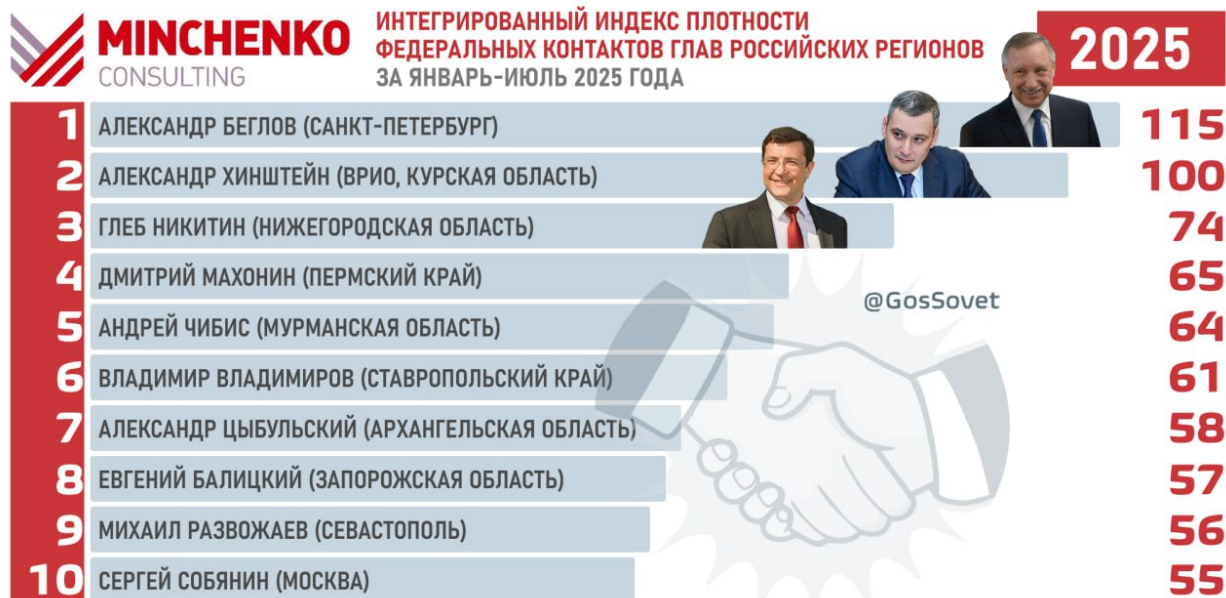 MINCHENKO
CONSULTING
ИНТЕГРИРОВАННЫЙ ИНДЕКС ПЛОТНОСТИ
ФЕДЕРАЛЬНЫХ КОНТАКТОВ ГЛАВ РОССИЙСКИХ РЕГИОНОВ
ЗА ЯНВАРЬ-ИЮЛЬ 2025 ГОДА
2025
1 АЛЕКСАНДР БЕГЛОВ (САНКТ-ПЕТЕРБУРГ) 115
2 АЛЕКСАНДР ХИНШТЕЙН (ВРИО, КУРСКАЯ ОБЛАСТЬ) 100
3 ГЛЕБ НИКИТИН (НИЖЕГОРОДСКАЯ ОБЛАСТЬ) 74
4 ДМИТРИЙ МАХОНИН (ПЕРМСКИЙ КРАЙ) 65
@GosSovet
5 АНДРЕЙ ЧИБИС (МУРМАНСКАЯ ОБЛАСТЬ) 64
6 ВЛАДИМИР ВЛАДИМИРОВ (СТАВРОПОЛЬСКИЙ КРАЙ) 61
7 АЛЕКСАНДР ЦЫБУЛЬСКИЙ (АРХАНГЕЛЬСКАЯ ОБЛАСТЬ) 58
8 ЕВГЕНИЙ БАЛИЦКИЙ (ЗАПОРОЖСКАЯ ОБЛАСТЬ) 57
9 МИХАИЛ РАЗВОЖАЕВ (СЕВАСТОПОЛЬ) 56
10 СЕРГЕЙ СОБЯНИН (МОСКВА) 55